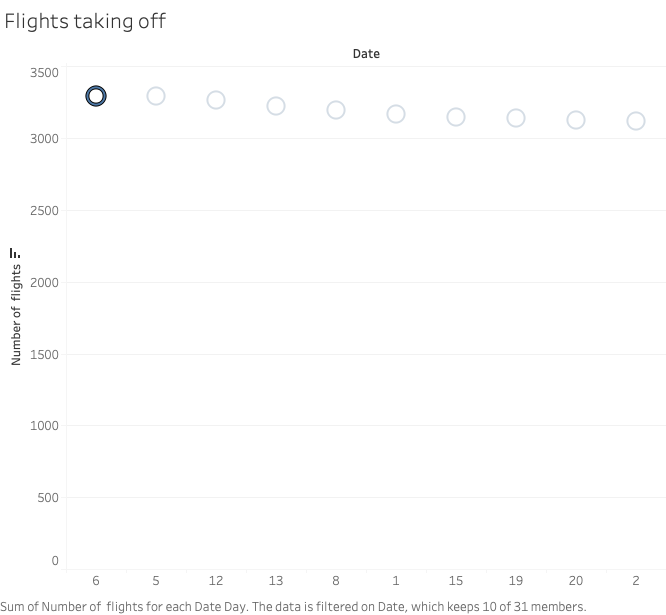 Flights taking off
Date
3500
3000
2500
2000
1500
1000
500
0
Number of flights
6 5 12 13 8 1 15 19 20 2
Sum of Number of flights for each Date Day. The data is filtered on Date, which keeps 10 of 31 members.